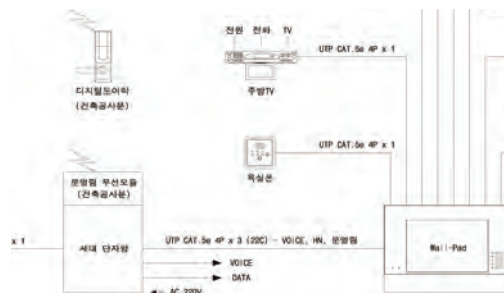 전원 전화 TV
UTP CAT.5e 4P x 1
주방TV
디지털도어락
(건축공사분)
UTP CAT.5e 4P x 1
욕실폰
문열림 무선모듈
(건축공사분)
x 1
세대 단자함
UTP CAT.5e 4P x 3 (22C) - VOICE, HN, 문열림
Wall-Pad
VOICE
DATA
AC 220V